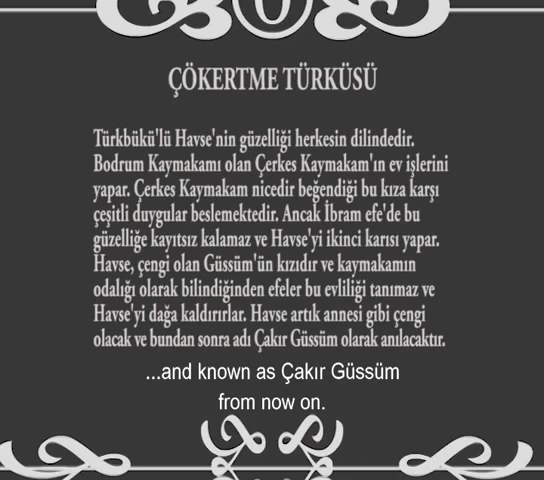 ÇÖKERTME TÜRKÜSÜ
Türkbükü'lü Havse'nin güzelliği herkesin dilindedir.
Bodrum Kaymakamı olan Çerkes Kaymakam'ın ev işlerini
yapar. Çerkes Kaymakam nicedir beğendiği bu kıza karşı
çeşitli duygular beslemektedir. Ancak İbram efe'de bu
güzelliğe kayıtsız kalamaz ve Havse'yi ikinci karısı yapar.
Havse, çengi olan Güssüm'ün kızıdır ve kaymakamın
odalığı olarak bilindiğinden efeler bu evliliği tanımaz ve
Havse'yi dağa kaldırırlar. Havse artık annesi gibi çengi
olacak ve bundan sonra adı Çakır Güssüm olarak anılacaktır.
...and known as Çakır Güssüm
from now on.